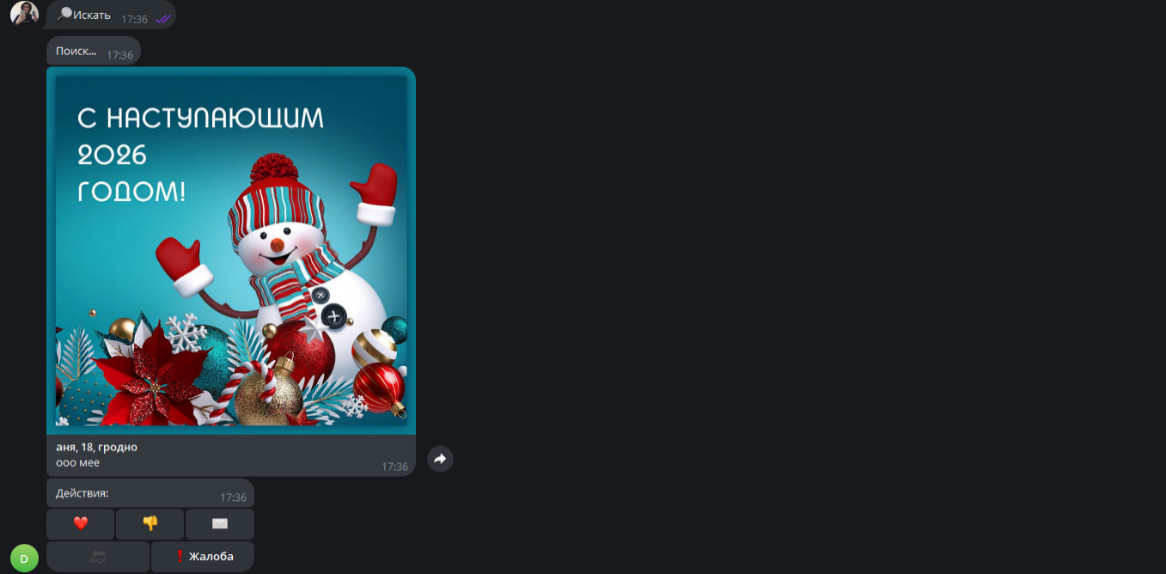 🔎Искать 17:36
Поиск... 17:36
С НАСТУПАЮЩИМ
2026
ГОДОМ!
аня, 18, гродно
ооо мее
17:36
Действия: 17:36
❗Жалоба
D